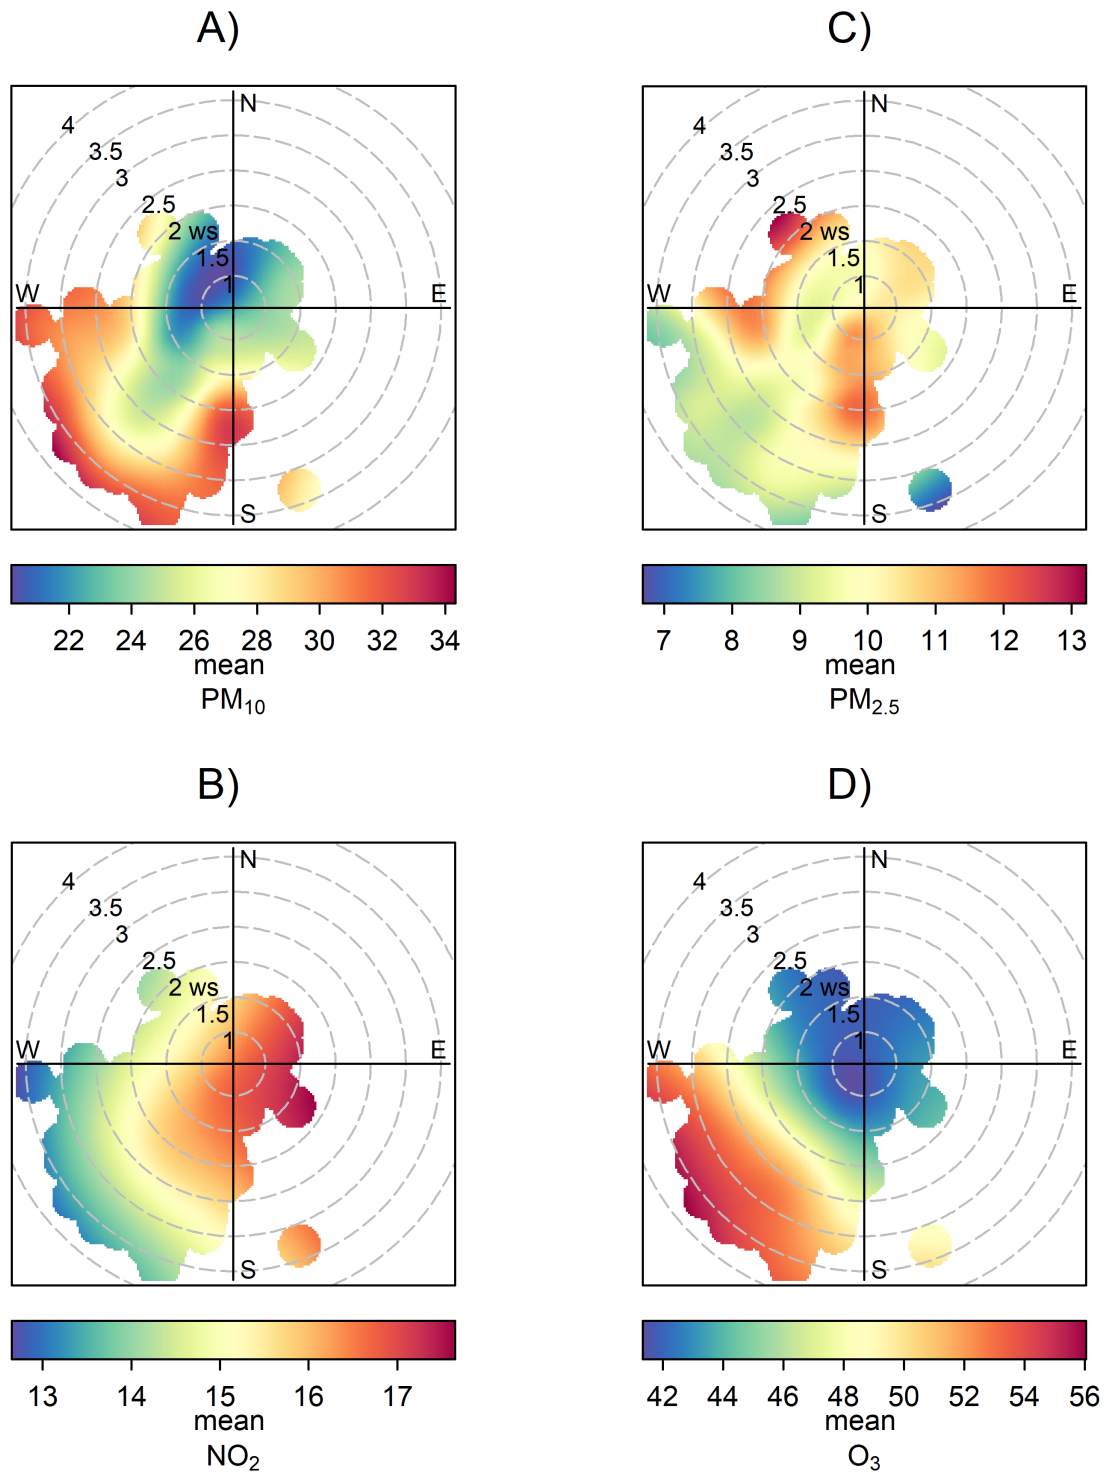 A)
N
4
3.5
3
2.5
2 ws
1.5
1
W
E
S
22 24 26 28 30 32 34
mean
PM10
C)
N
4
3.5
3
2.5
2 ws
1.5
1
W
E
S
7 8 9 10 11 12 13
mean
PM2.5
B)
N
4
3.5
3
2.5
2 ws
1.5
1
W
E
S
13 14 15 16 17
mean
NO2
D)
N
4
3.5
3
2.5
2 ws
1.5
1
W
E
S
42 44 46 48 50 52 54 56
mean
O3